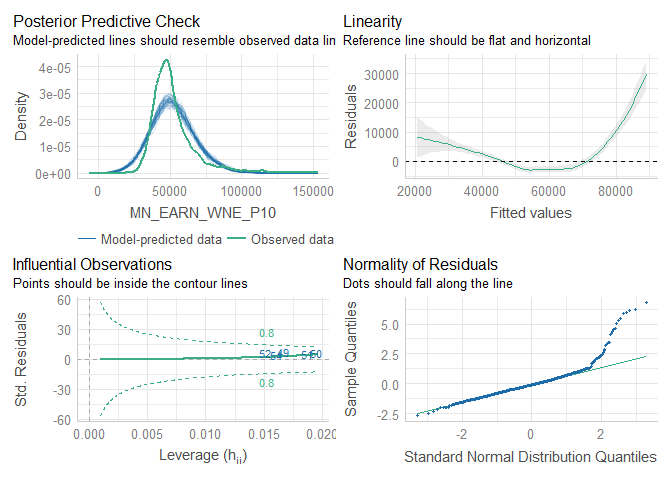 Posterior Predictive Check
Model-predicted lines should resemble observed data lin
Density
4e-05
3e-05
2e-05
1e-05
0e+00
0
50000
100000
150000
MN_EARN_WNE_P10
Model-predicted data
Observed data
Linearity
Reference line should be flat and horizontal
Residuals
30000
20000
10000
0
20000
40000
60000
80000
Fitted values
Influential Observations
Points should be inside the contour lines
Std. Residuals
60
30
0
-30
-60
0.8
0.8
0.000
0.005
0.010
0.015
0.020
Leverage (hii)
Normality of Residuals
Dots should fall along the line
Sample Quantiles
5.0
2.5
0.0
-2.5
-2
0
2
Standard Normal Distribution Quantiles